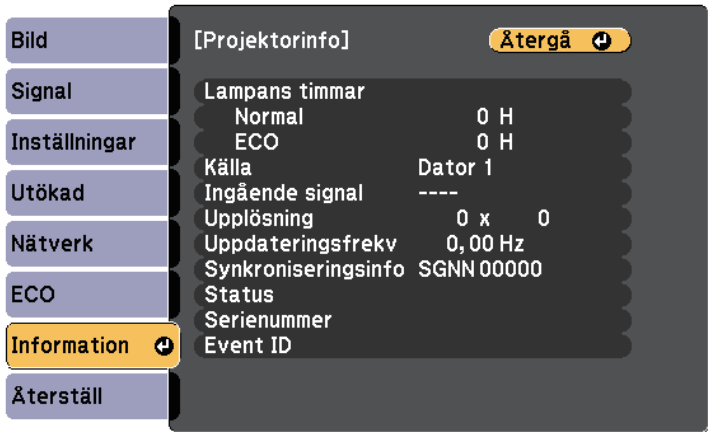 Bild
Signal
Inställningar
Utökad
Nätverk
ECO
Information
Återställ
[Projektorinfo]
Återgå
Lampans timmar
Normal 0 H
ECO 0 H
Källa Dator 1
Ingående signal ----
Upplösning 0 x 0
Uppdateringsfrekv 0,00 Hz
Synkroniseringsinfo SGNN 00000
Status
Serienummer
Event ID